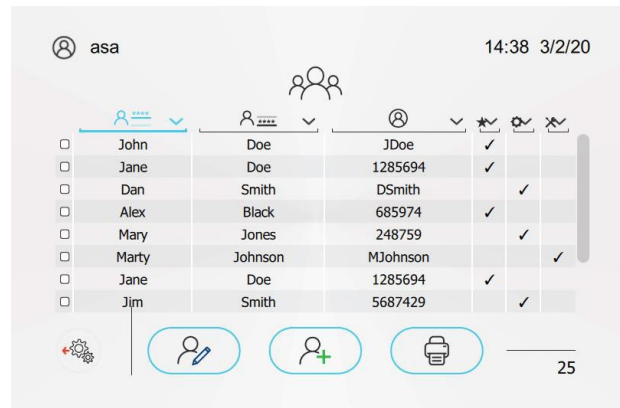 asa 14:38 3/2/20
**** ****
John Doe JDoe ✓
Jane Doe 1285694 ✓
Dan Smith DSmith ✓
Alex Black 685974 ✓
Mary Jones 248759 ✓
Marty Johnson MJohnson ✓
Jane Doe 1285694 ✓
Jim Smith 5687429 ✓
25